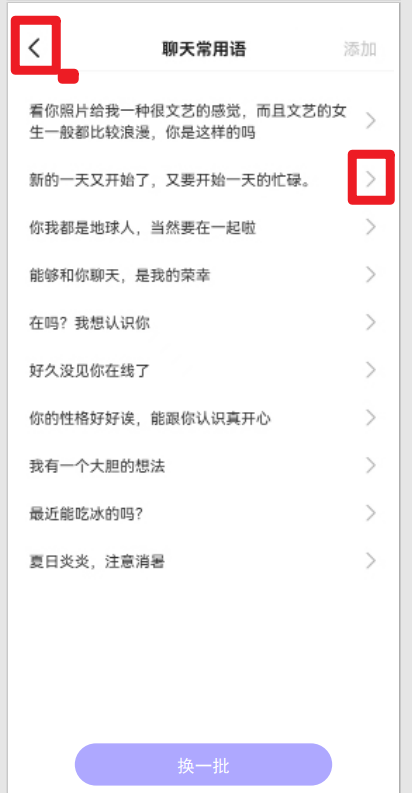 聊天常用语 添加
看你照片给我一种很文艺的感觉，而且文艺的女
生一般都比较浪漫，你是这样的吗
新的一天又开始了，又要开始一天的忙碌。
你我都是地球人，当然要在一起啦
能够和你聊天，是我的荣幸
在吗？我想认识你
好久没见你在线了
你的性格好好诶，能跟你认识真开心
我有一个大胆的想法
最近能吃冰的吗？
夏日炎炎，注意消暑
换一批